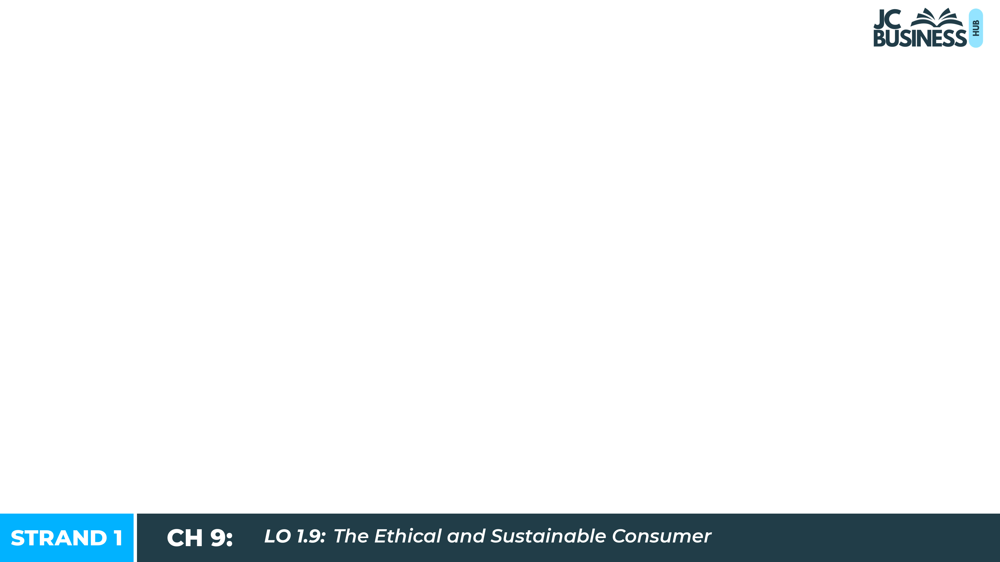 JC
BUSINESS
HUB
STRAND 1
CH 9:
LO 1.9: The Ethical and Sustainable Consumer